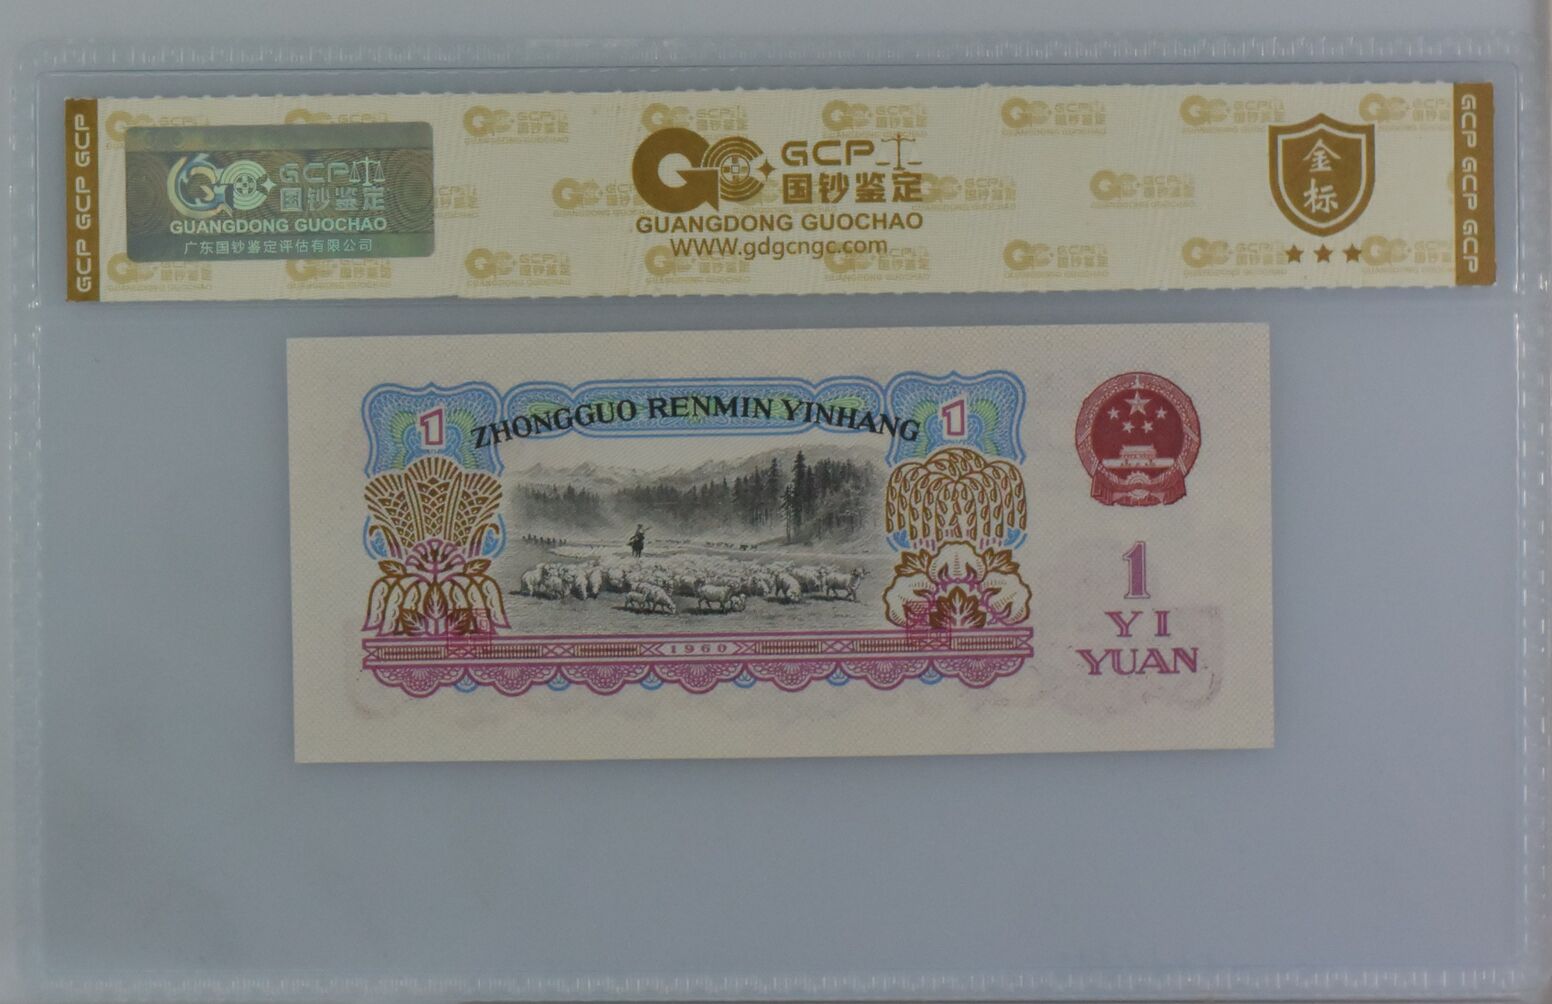 GCP GCP
GCP
国钞鉴定
GUANGDONG GUOCHAO
广东国钞鉴定评估有限公司
GCP
国钞鉴定
GUANGDONG GUOCHAO
WWW.gdgcngc.com
金
标
GCP GCP GCP
ZHONGGUO RENMIN YINHANG
1
1
1960
1
YI
YUAN